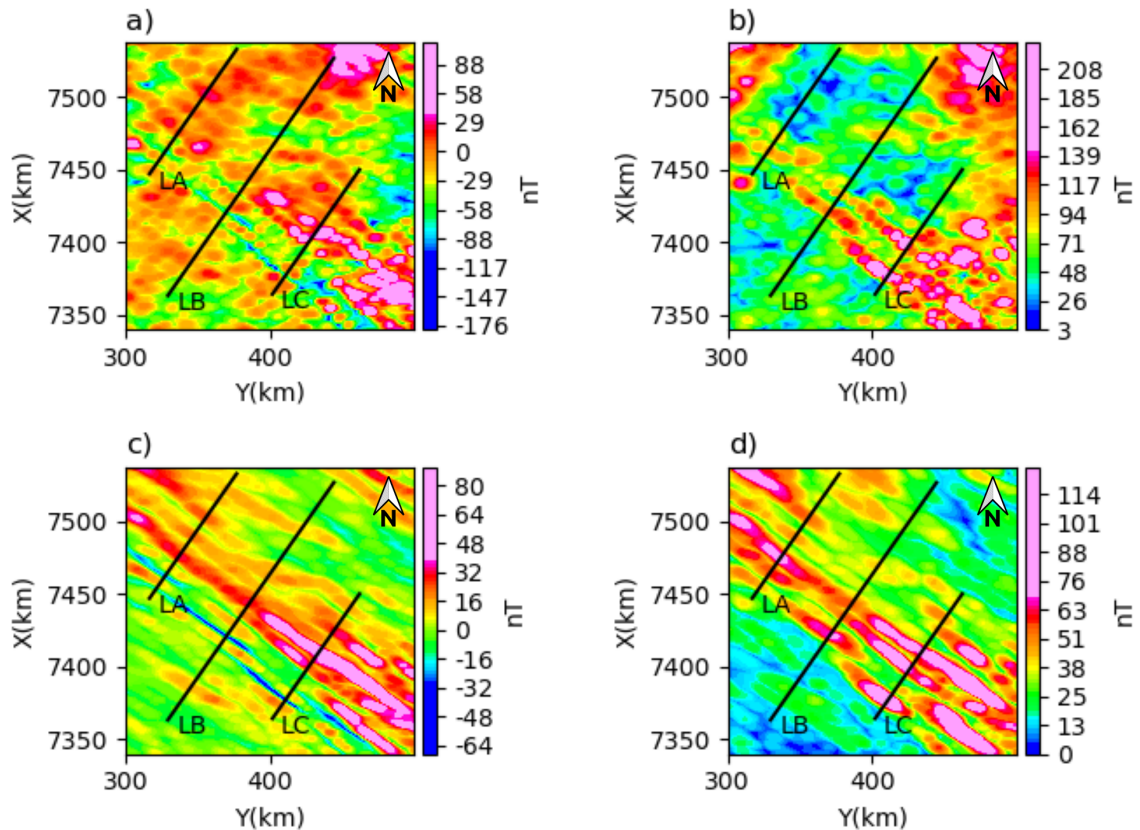 a)
X(km)
7500
7450
7400
7350
300
400
Y(km)
LA
LB
LC
N
88
58
29
0
-29
-58
-88
-117
-147
-176
nT
b)
X(km)
7500
7450
7400
7350
300
400
Y(km)
LA
LB
LC
N
208
185
162
139
117
94
71
48
26
3
nT
c)
X(km)
7500
7450
7400
7350
300
400
Y(km)
LA
LB
LC
N
80
64
48
32
16
0
-16
-32
-48
-64
nT
d)
X(km)
7500
7450
7400
7350
300
400
Y(km)
LA
LB
LC
N
114
101
88
76
63
51
38
25
13
0
nT